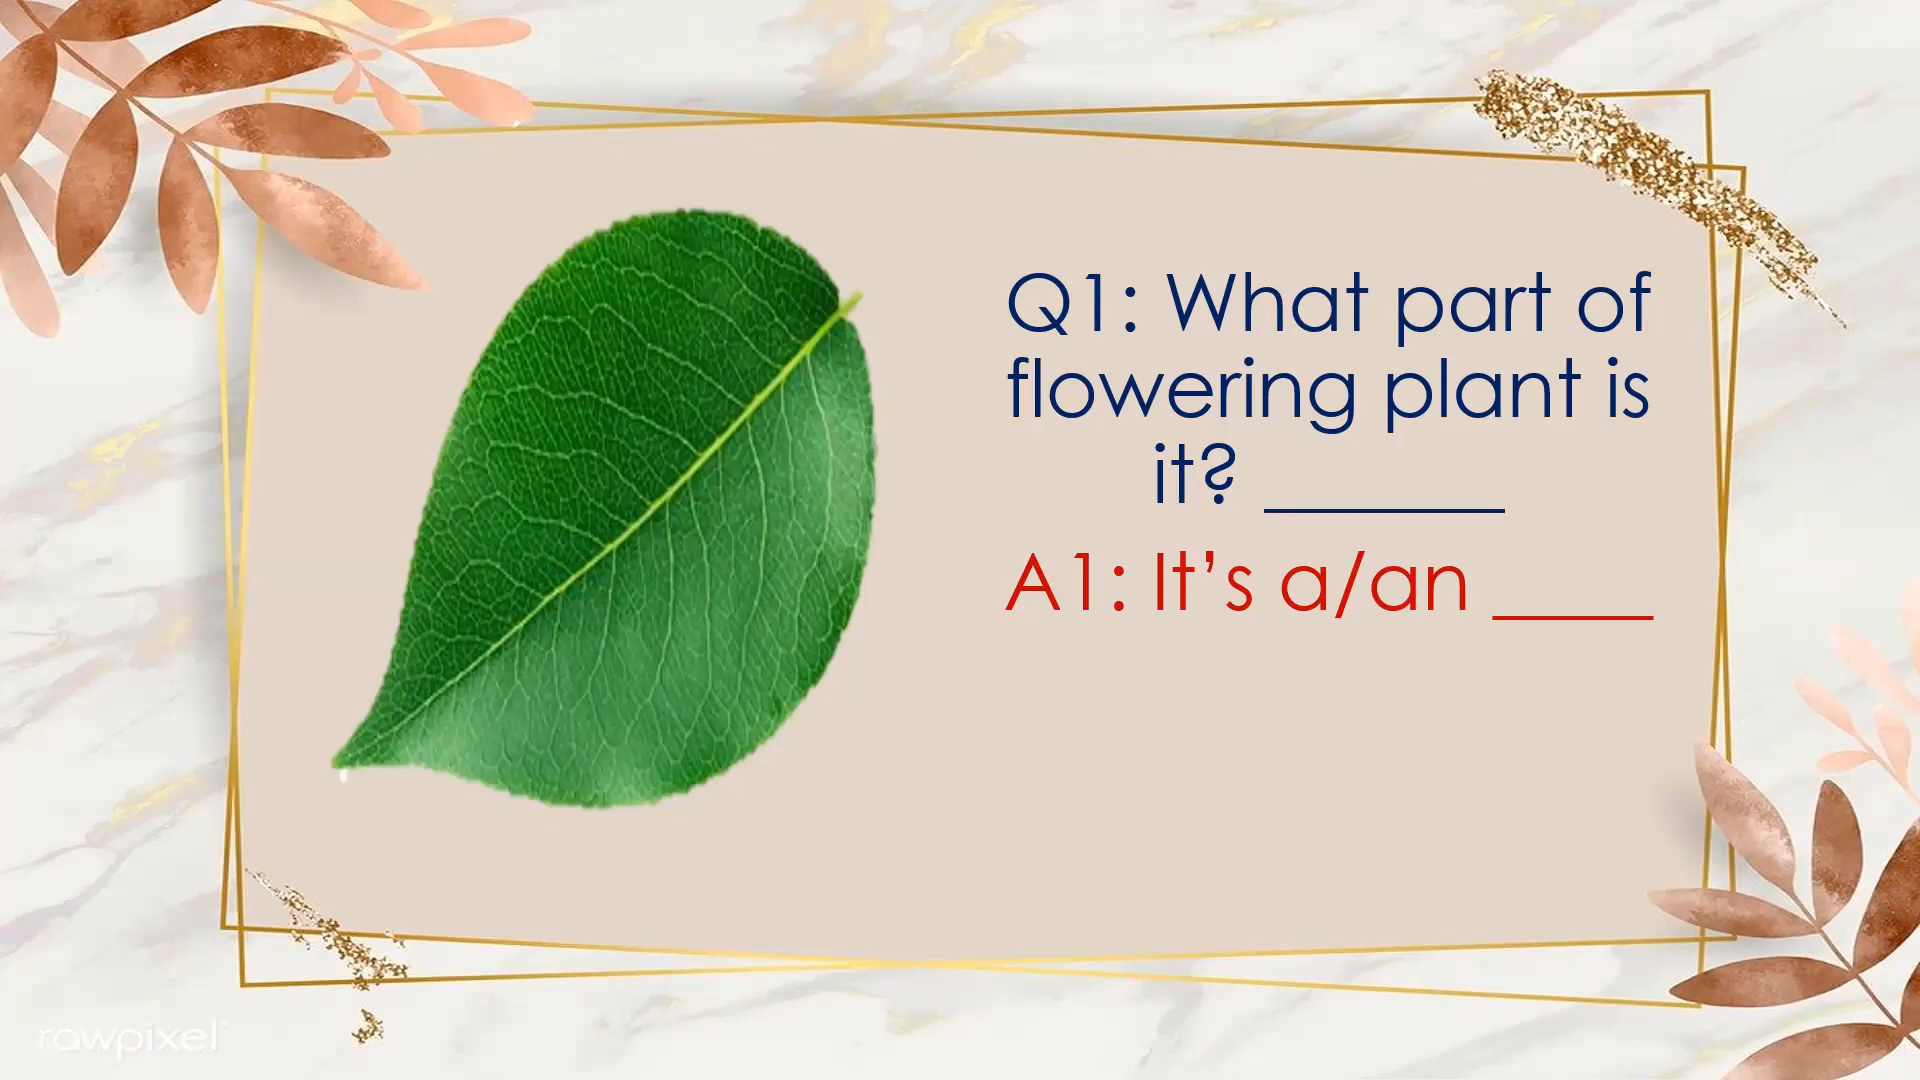 Q1: What part of
flowering plant is
it? ______
A1: It’s a/an ____
rawpixel